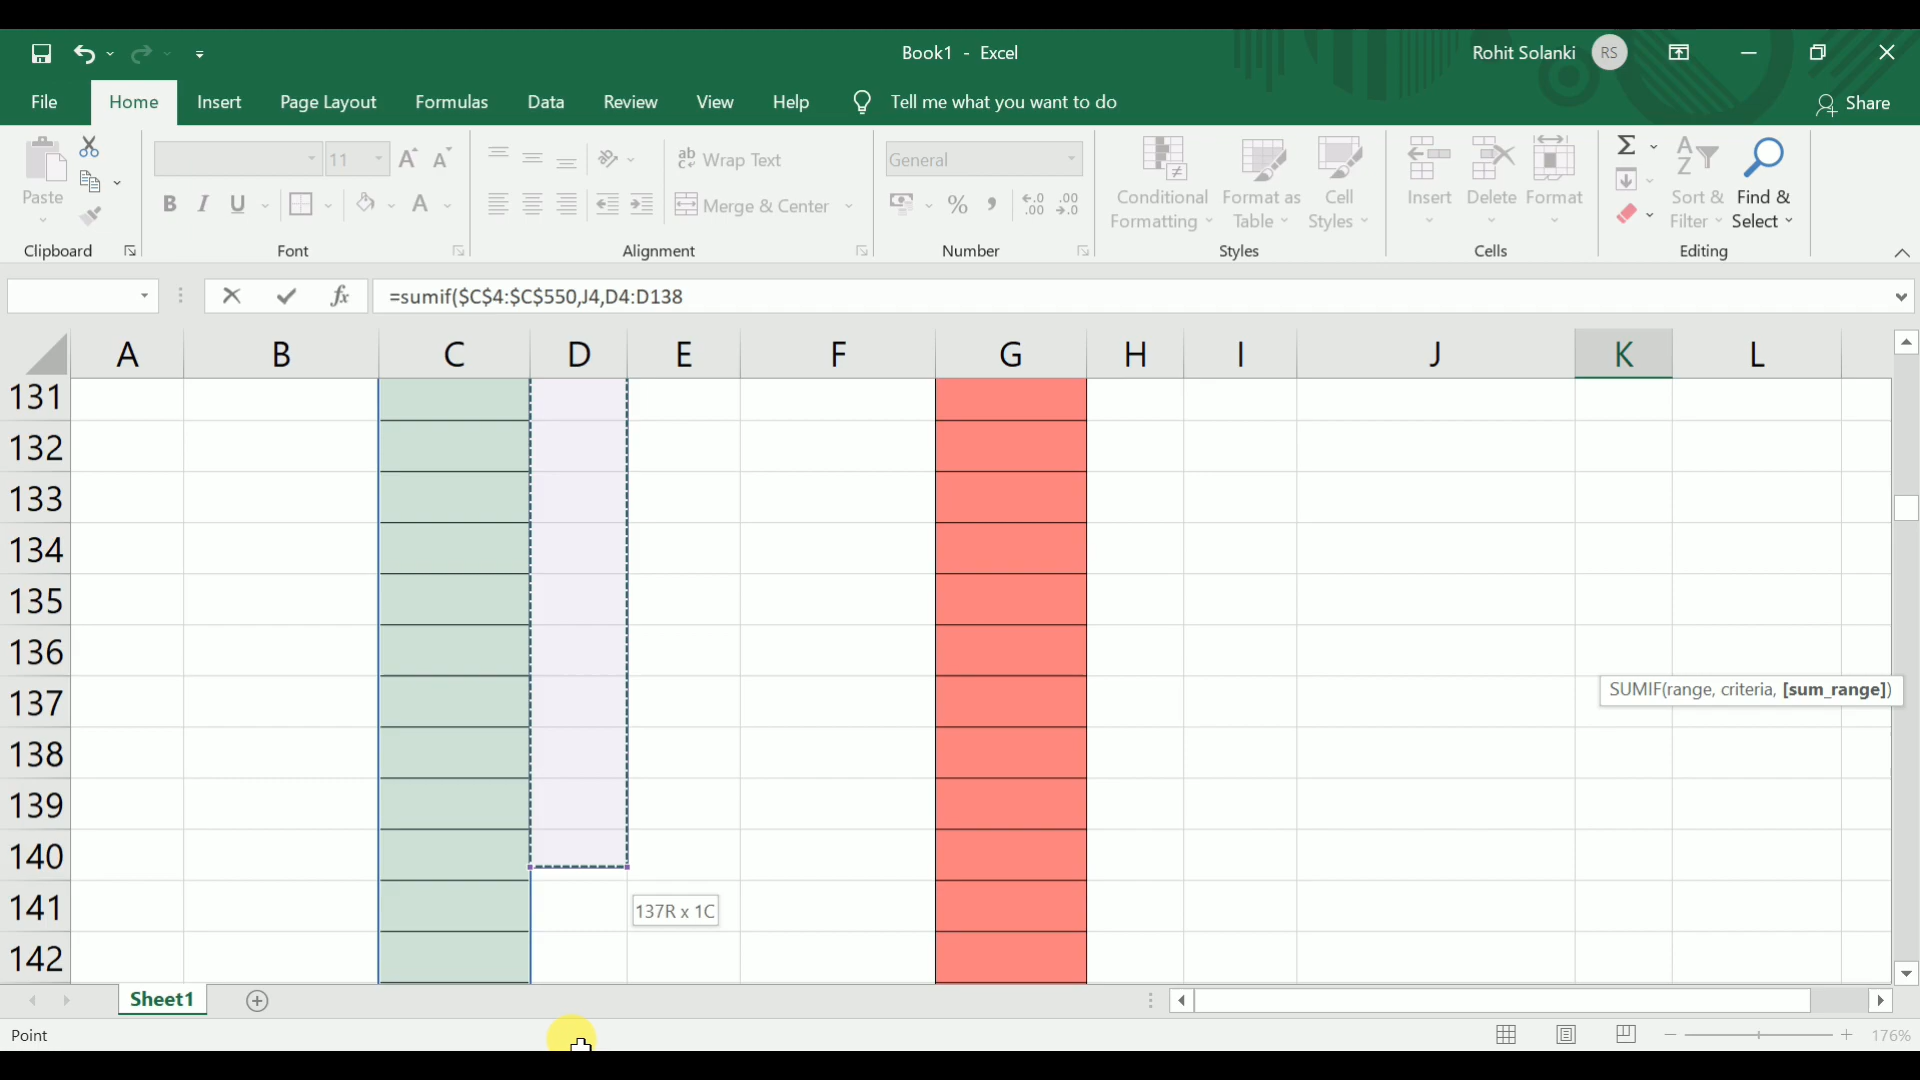 Book1 - Excel
Rohit Solanki
RS
File
Home
Insert
Page Layout
Formulas
Data
Review
View
Help
Tell me what you want to do
Share
Paste
Clipboard
11
A A
B I U
A
Font
ab Wrap Text
Merge & Center
Alignment
General
% ,
Number
Conditional Formatting
Format as Table
Cell Styles
Styles
Insert
Delete
Format
Cells
Σ
Sort & Filter
Find & Select
Editing
fx
=sumif($C$4:$C$550,J4,D4:D138
A B C D E F G H I J K L
131
132
133
134
135
136
137
SUMIF(range, criteria, [sum_range])
138
139
140
141
137R x 1C
142
Sheet1
Point
176%